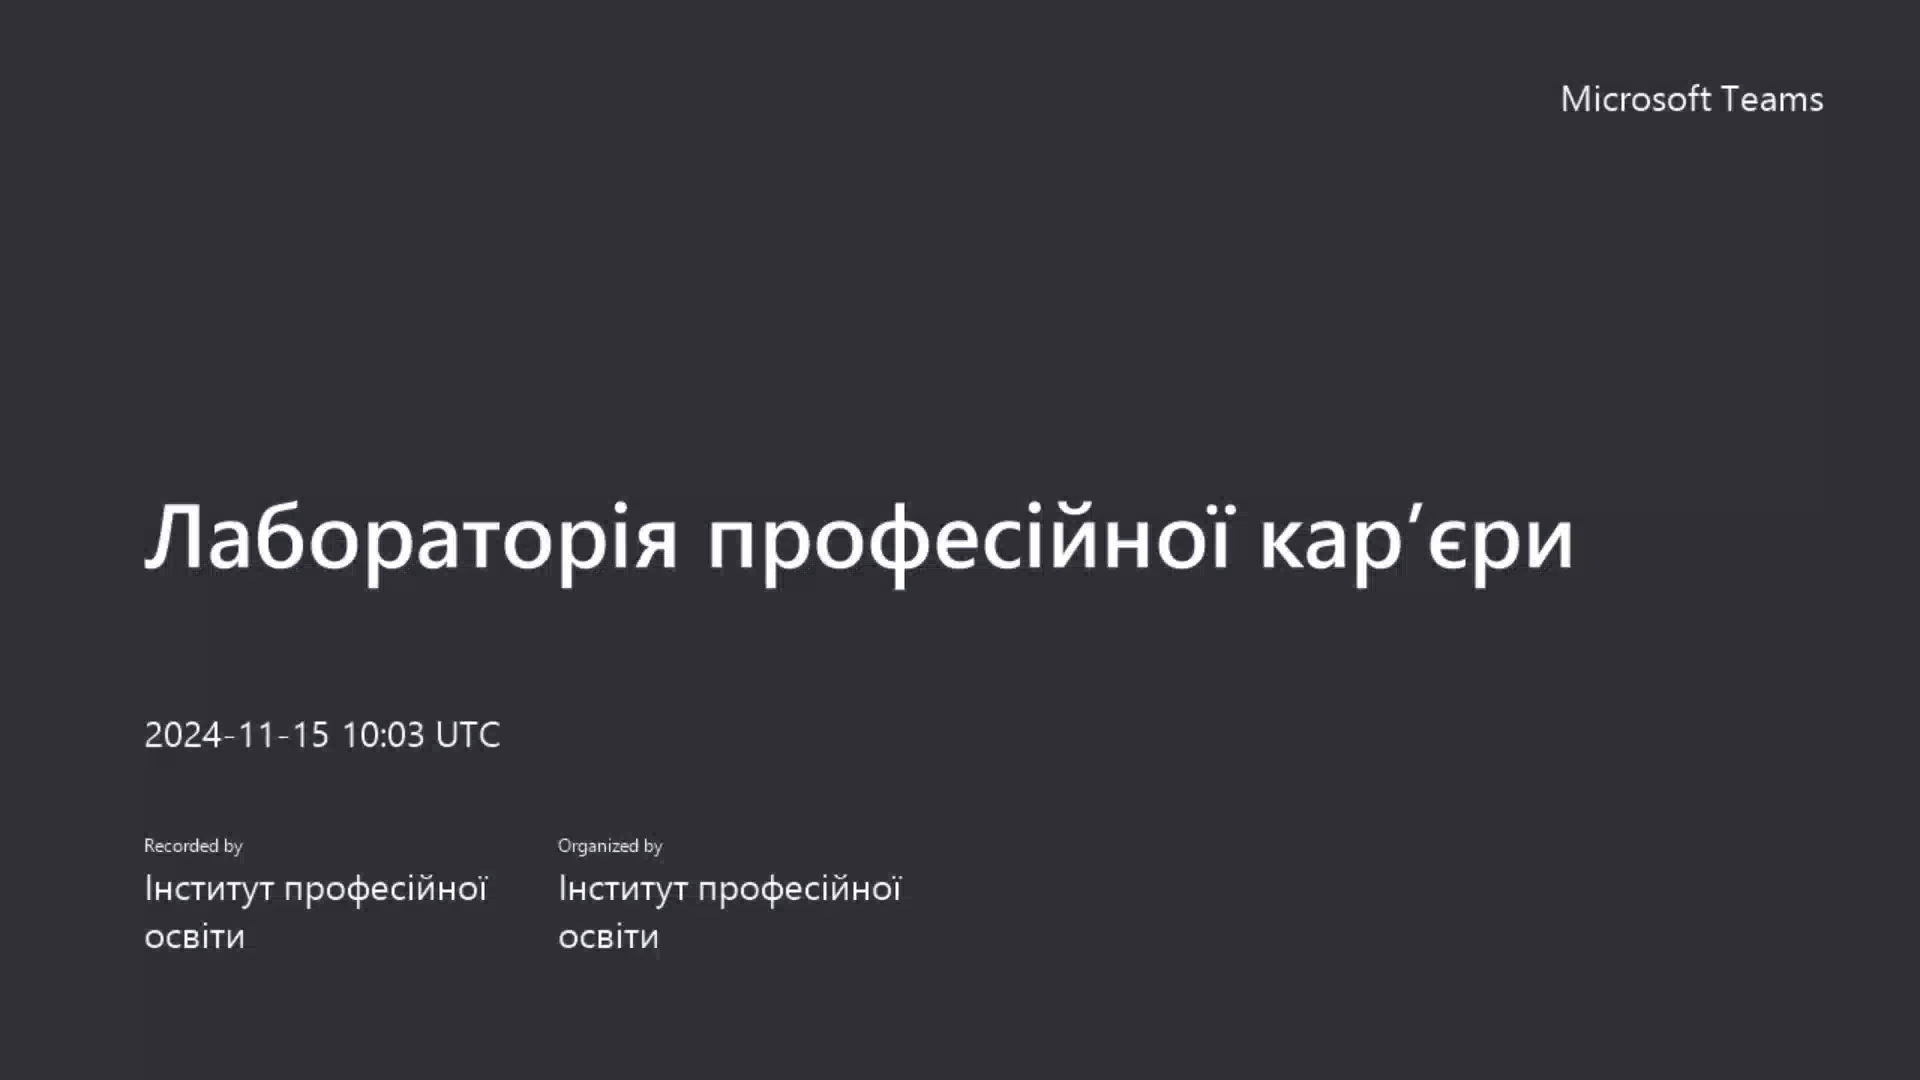 Microsoft Teams
Лабораторія професійної кар’єри
2024-11-15 10:03 UTC
Recorded by
Інститут професійної
освіти
Organized by
Інститут професійної
освіти